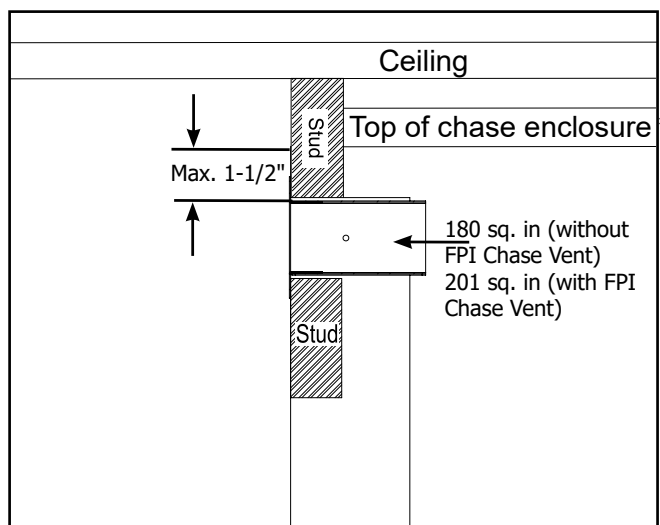 Ceiling
Stud
Top of chase enclosure
Max. 1-1/2"
180 sq. in (without
FPI Chase Vent)
201 sq. in (with FPI
Chase Vent)
Stud